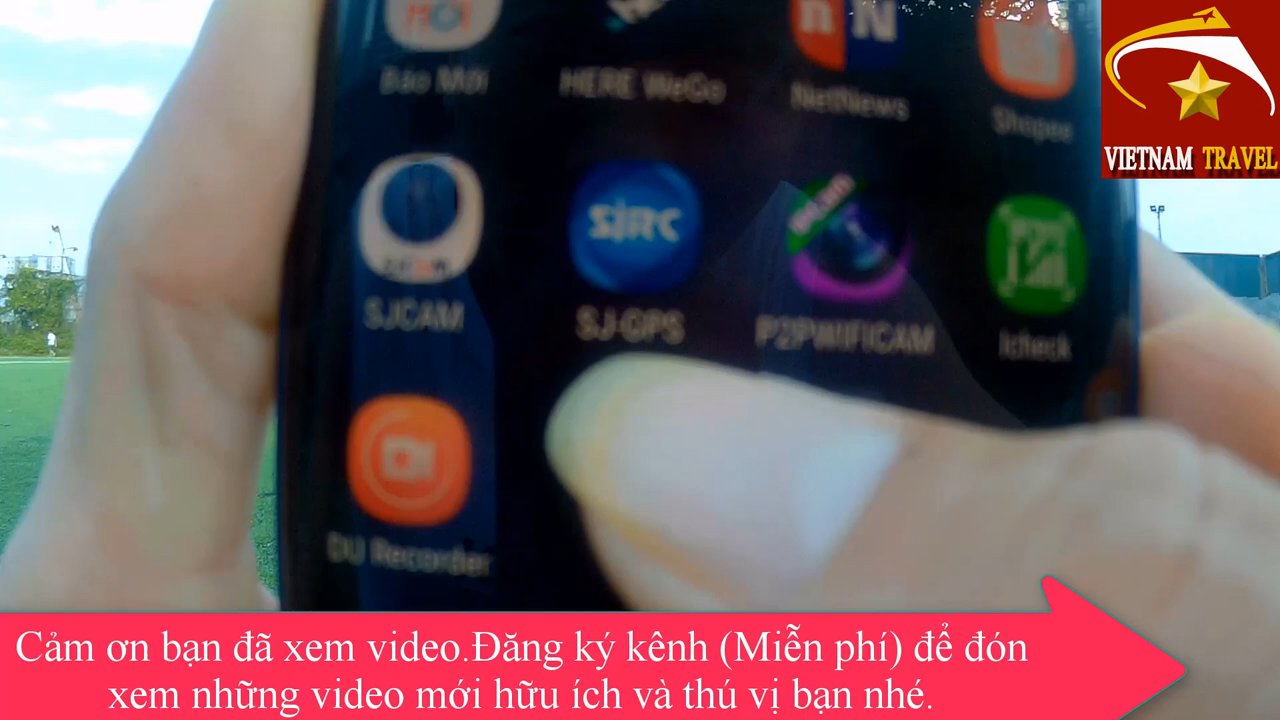 Báo Mới
HERE WeGo
NetNews
Shopee
VIETNAM TRAVEL
SJCAM
SJ-GPS
P2PWIFICAM
Icheck
DU Recorder
Cảm ơn bạn đã xem video.Đăng ký kênh (Miễn phí) để đón
xem những video mới hữu ích và thú vị bạn nhé.